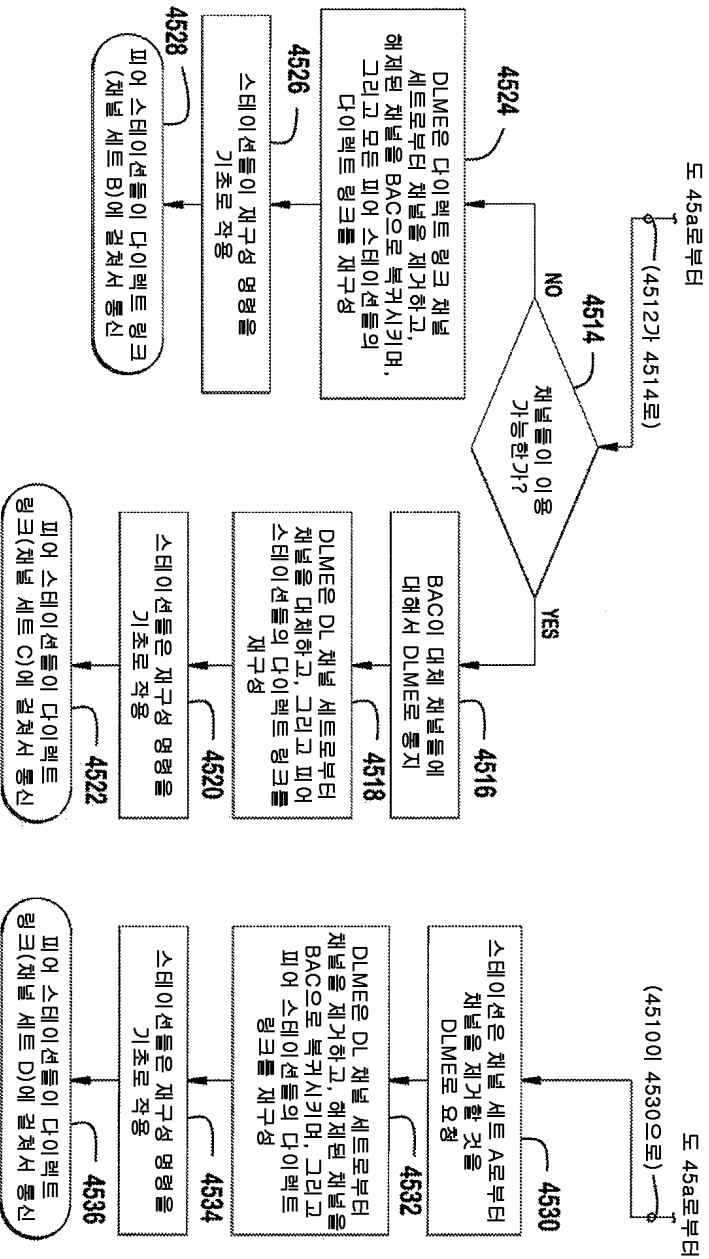 도 45a로부터
(4512가 4514로)
4514
채널들이 이용
가능한가?
NO
YES
4524
DLME은 다이렉트 링크 채널
세트로부터 채널을 제거하고,
해제된 채널을 BAC으로 복귀시키며,
그리고 모든 피어 스테이션들의
다이렉트 링크를 재구성
4526
스테이션들이 재구성 명령을
기초로 작용
4528
피어 스테이션들이 다이렉트 링크
(채널 세트 B)에 걸쳐서 통신
BAC이 대체 채널들에
대해서 DLME로 통지
4516
DLME은 DL 채널 세트로부터
채널을 대체하고, 그리고 피어
스테이션들의 다이렉트 링크를
재구성
4518
스테이션들은 재구성 명령을
기초로 작용
4520
피어 스테이션들이 다이렉트
링크(채널 세트 C)에 걸쳐서 통신
4522
도 45a로부터
(4510이 4530으로)
스테이션은 채널 세트 A로부터
채널을 제거할 것을
DLME로 요청
4530
DLME은 DL 채널 세트로부터
채널을 제거하고, 해제된 채널을
BAC으로 복귀시키며, 그리고
피어 스테이션들의 다이렉트
링크를 재구성
4532
스테이션들은 재구성 명령을
기초로 작용
4534
피어 스테이션들이 다이렉트
링크(채널 세트 D)에 걸쳐서 통신
4536